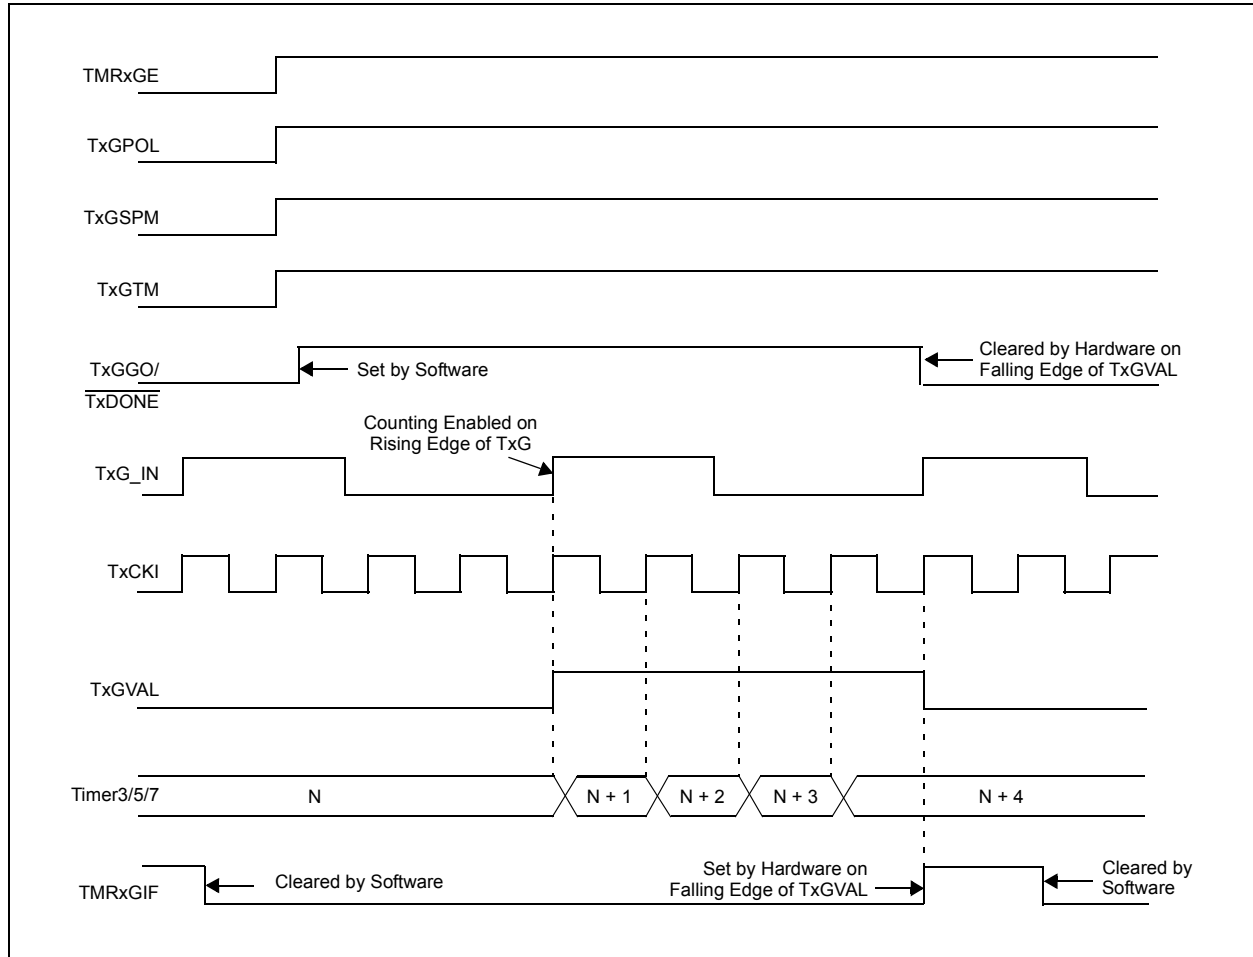 TMRxGE
TxGPOL
TxGSPM
TxGTM
TxGGO/
TxDONE
Set by Software
Cleared by Hardware on
Falling Edge of TxGVAL
Counting Enabled on
Rising Edge of TxG
TxG_IN
TxCKI
TxGVAL
Timer3/5/7
N
N + 1
N + 2
N + 3
N + 4
TMRxGIF
Cleared by Software
Set by Hardware on
Falling Edge of TxGVAL
Cleared by
Software